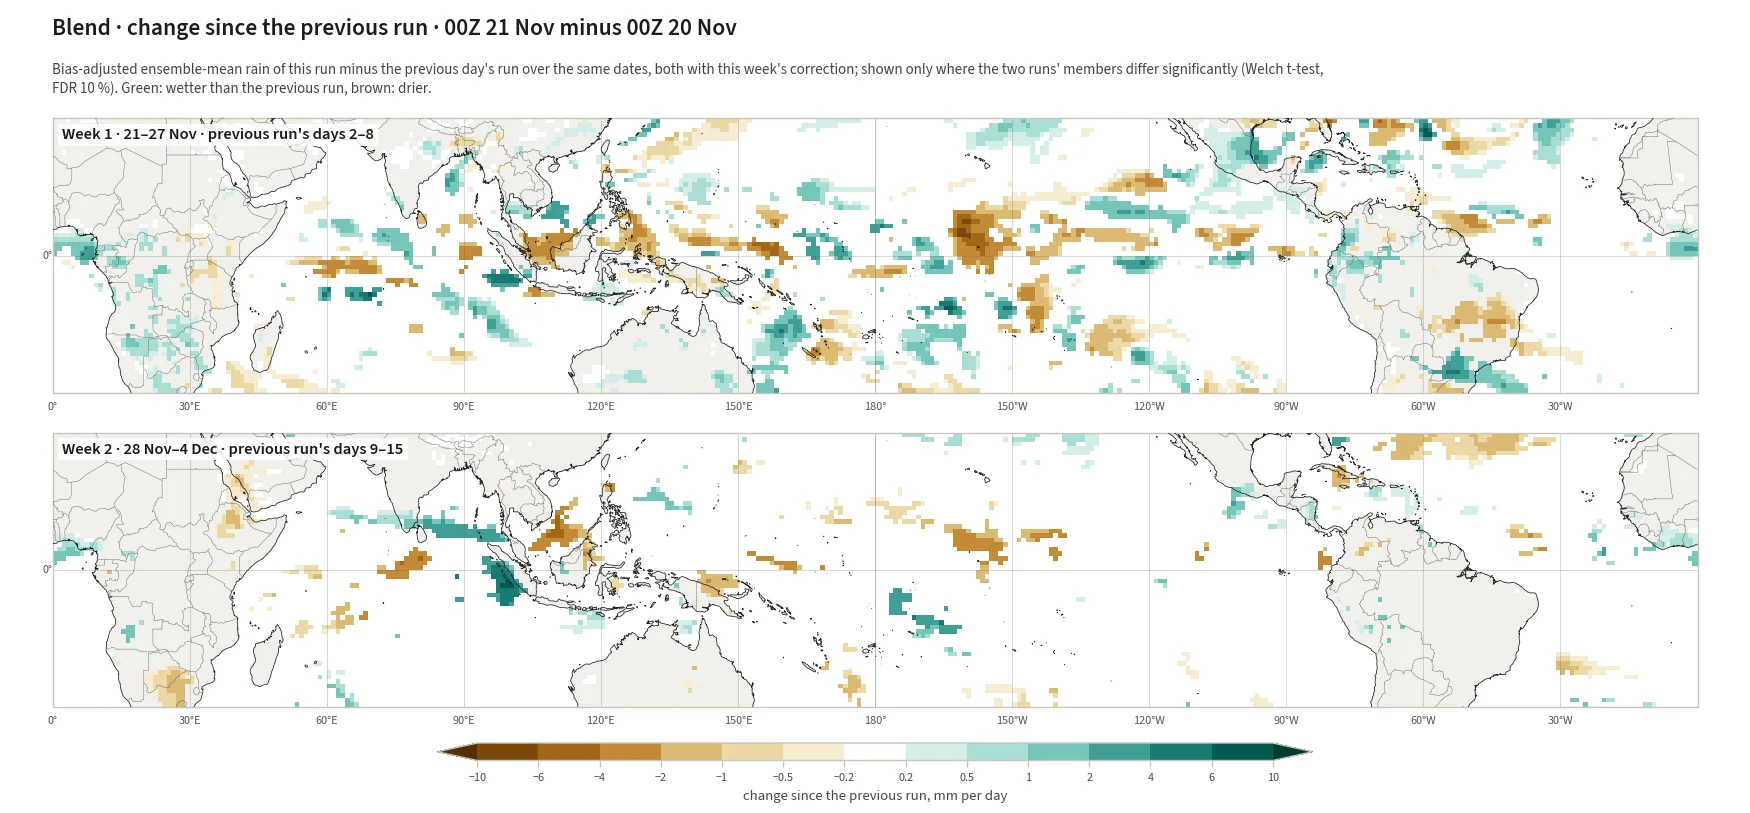 Blend · change since the previous run · 00Z 21 Nov minus 00Z 20 Nov
Bias-adjusted ensemble-mean rain of this run minus the previous day's run over the same dates, both with this week's correction; shown only where the two runs' members differ significantly (Welch t-test,
FDR 10 %). Green: wetter than the previous run, brown: drier.
Week 1 · 21–27 Nov · previous run's days 2–8
0°
0° 30°E 60°E 90°E 120°E 150°E 180° 150°W 120°W 90°W 60°W 30°W
Week 2 · 28 Nov–4 Dec · previous run's days 9–15
0°
0° 30°E 60°E 90°E 120°E 150°E 180° 150°W 120°W 90°W 60°W 30°W
−10 −6 −4 −2 −1 −0.5 −0.2 0.2 0.5 1 2 4 6 10
change since the previous run, mm per day